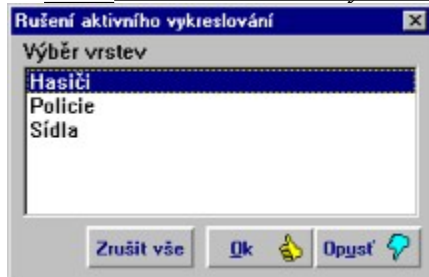 Rušení aktivního vykreslování
Výběr vrstev
Hasiči
Policie
Sídla
Zrušit vše Ok Opusť